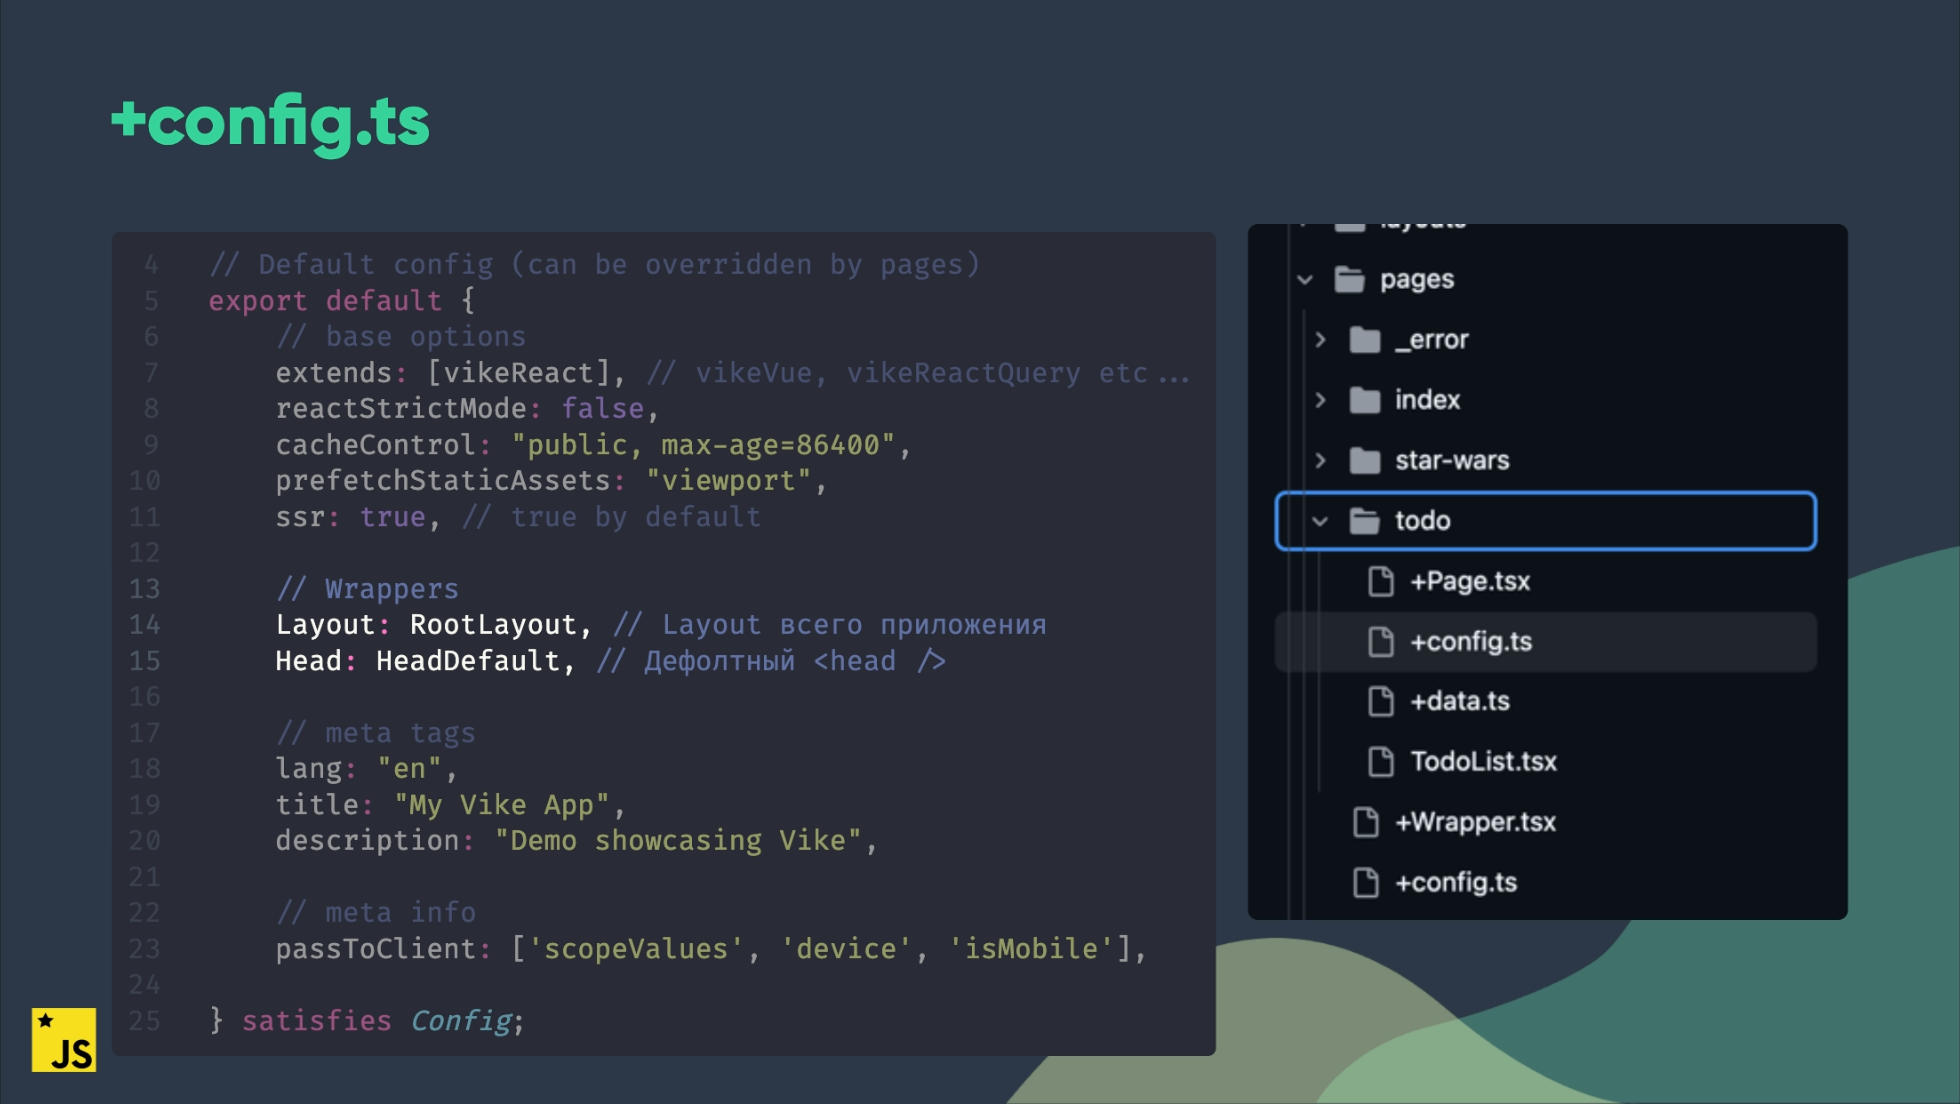 +config.ts
4 // Default config (can be overridden by pages)
5 export default {
6 // base options
7 extends: [vikeReact], // vikeVue, vikeReactQuery etc...
8 reactStrictMode: false,
9 cacheControl: "public, max-age=86400",
10 prefetchStaticAssets: "viewport",
11 ssr: true, // true by default
12
13 // Wrappers
14 Layout: RootLayout, // Layout всего приложения
15 Head: HeadDefault, // Дефолтный <head />
16
17 // meta tags
18 lang: "en",
19 title: "My Vike App",
20 description: "Demo showcasing Vike",
21
22 // meta info
23 passToClient: ['scopeValues', 'device', 'isMobile'],
24
25 } satisfies Config;
layouts
pages
_error
index
star-wars
todo
+Page.tsx
+config.ts
+data.ts
TodoList.tsx
+Wrapper.tsx
+config.ts
JS